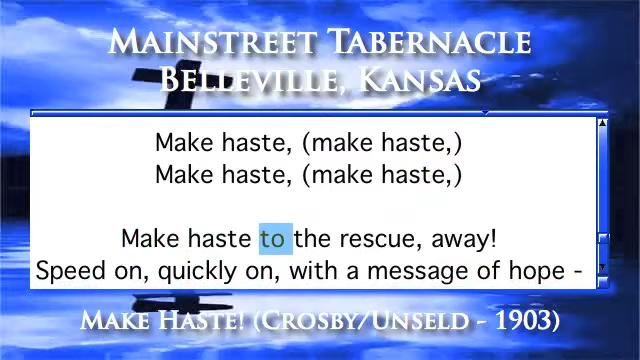 Mainstreet Tabernacle
Belleville, Kansas
Make haste, (make haste,)
Make haste, (make haste,)
Make haste to the rescue, away!
Speed on, quickly on, with a message of hope -
Make Haste! (Crosby/Unseld - 1903)